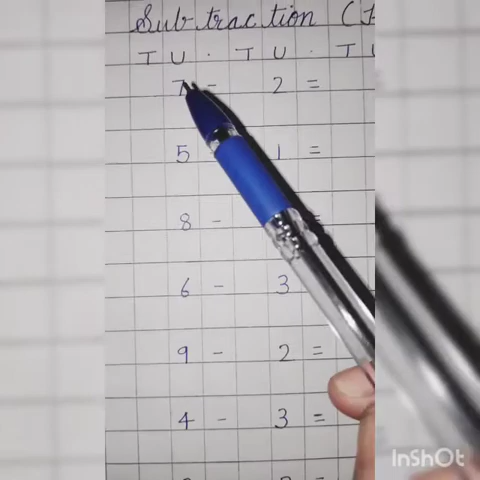 Subtraction (
T U . T U . T
7 - 2 =
5 1 =
8 -
6 - 3
9 - 2 =
4 - 3 =
InShOt